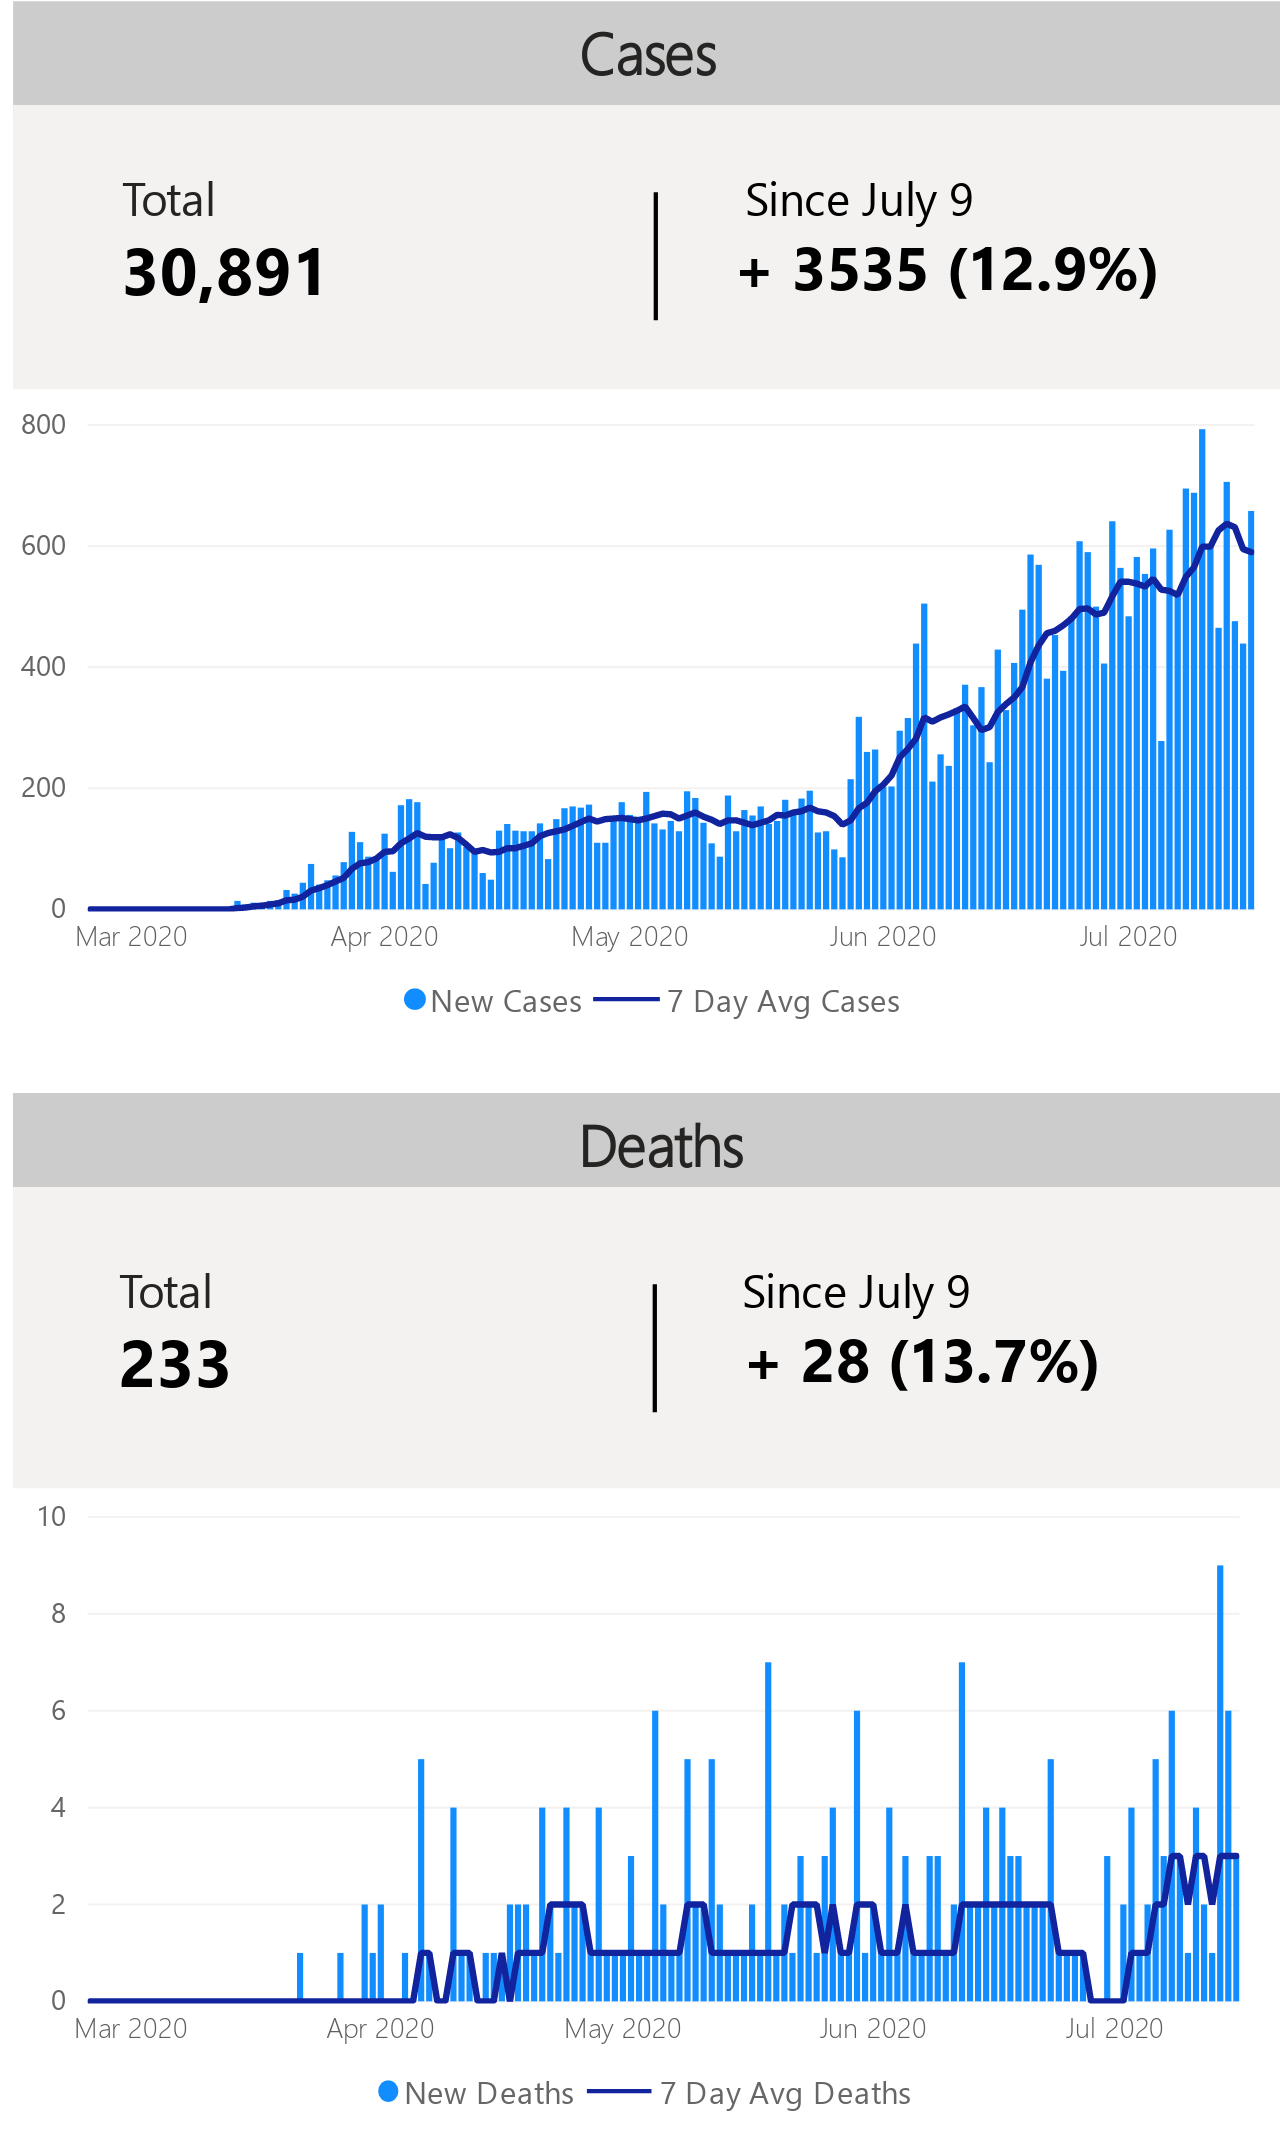 Cases
Total
Since July 9
30,891
+ 3535 (12.9%)
800
600
400
200
0
Mar 2020 Apr 2020 May 2020 Jun 2020 Jul 2020
New Cases 7 Day Avg Cases
Deaths
Total
Since July 9
233
+ 28 (13.7%)
10
8
6
4
2
0
Mar 2020 Apr 2020 May 2020 Jun 2020 Jul 2020
New Deaths 7 Day Avg Deaths